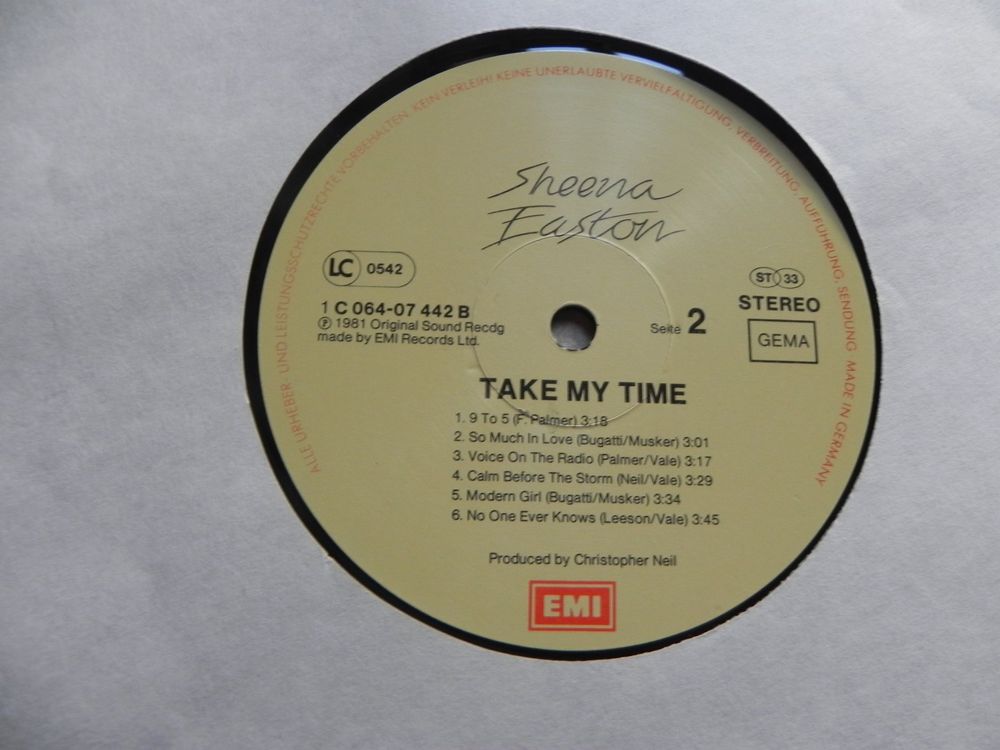 ALLE URHEBER- UND LEISTUNGSSCHUTZRECHTE VORBEHALTEN. KEIN VERLEIH! KEINE UNERLAUBTE VERVIELFÄLTIGUNG, VERBREITUNG, AUFFÜHRUNG, SENDUNG MADE IN GERMANY
Sheena
Easton
LC 0542
1 C 064-07 442 B
℗ 1981 Original Sound Recdg
made by EMI Records Ltd.
Seite 2
ST 33
STEREO
GEMA
TAKE MY TIME
1. 9 To 5 (F. Palmer) 3:18
2. So Much In Love (Bugatti/Musker) 3:01
3. Voice On The Radio (Palmer/Vale) 3:17
4. Calm Before The Storm (Neil/Vale) 3:29
5. Modern Girl (Bugatti/Musker) 3:34
6. No One Ever Knows (Leeson/Vale) 3:45
Produced by Christopher Neil
EMI